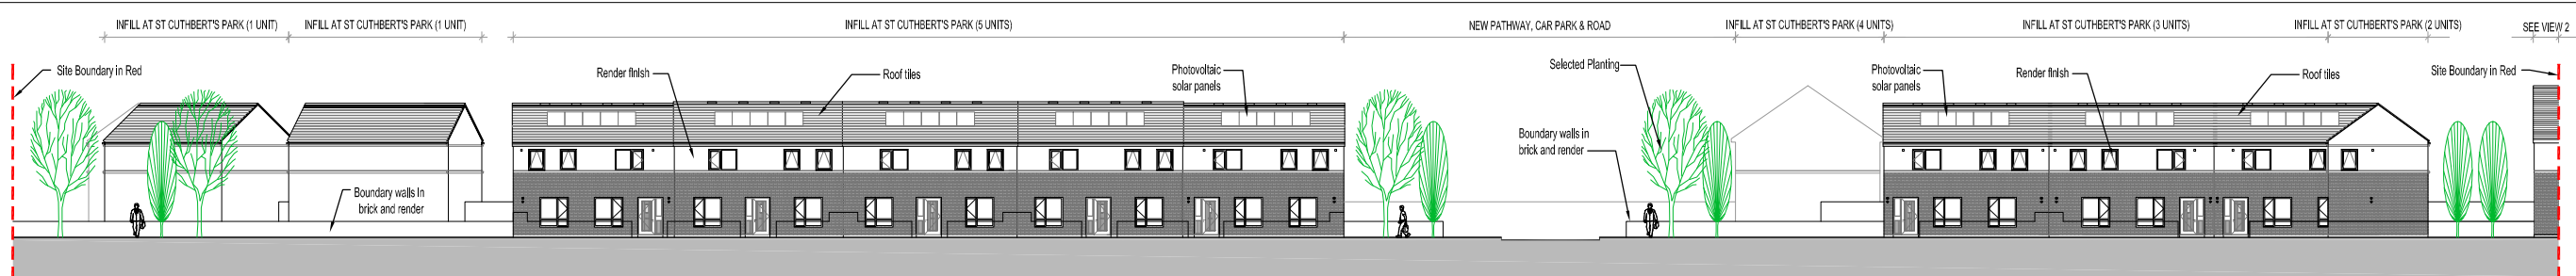 INFILL AT ST CUTHBERT'S PARK (1 UNIT)
INFILL AT ST CUTHBERT'S PARK (1 UNIT)
INFILL AT ST CUTHBERT'S PARK (5 UNITS)
NEW PATHWAY, CAR PARK & ROAD
INFILL AT ST CUTHBERT'S PARK (4 UNITS)
INFILL AT ST CUTHBERT'S PARK (3 UNITS)
INFILL AT ST CUTHBERT'S PARK (2 UNITS)
SEE VIEW 2
Site Boundary in Red
Render finish
Roof tiles
Photovoltaic
solar panels
Selected Planting
Photovoltaic
solar panels
Render finish
Roof tiles
Site Boundary in Red
Boundary walls in
brick and render
Boundary walls in
brick and render